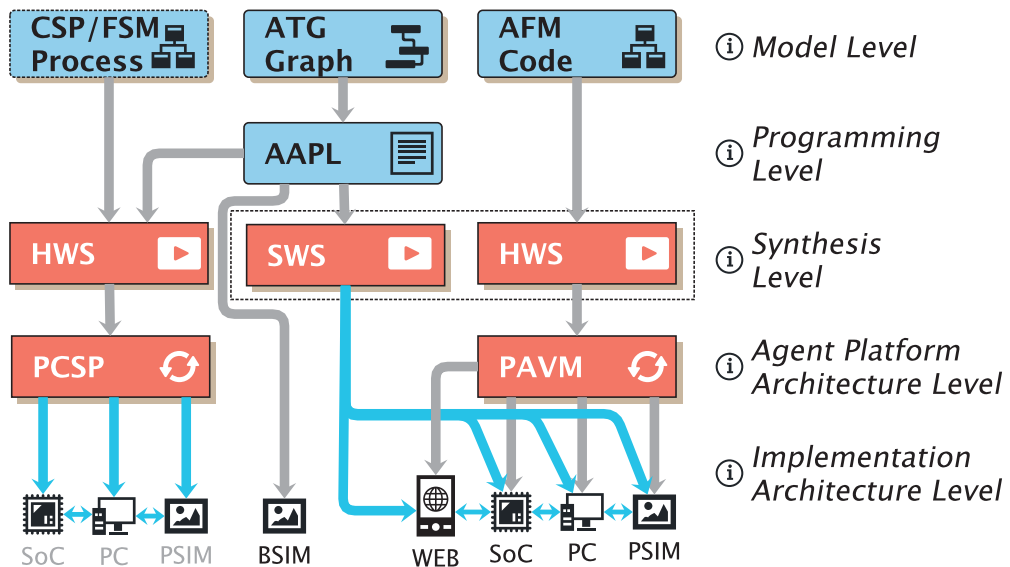 CSP/FSM
Process
ATG
Graph
AFM
Code
Model Level
AAPL
Programming
Level
HWS
SWS
HWS
Synthesis
Level
PCSP
PAVM
Agent Platform
Architecture Level
Implementation
Architecture Level
SoC
PC
PSIM
BSIM
WEB
SoC
PC
PSIM